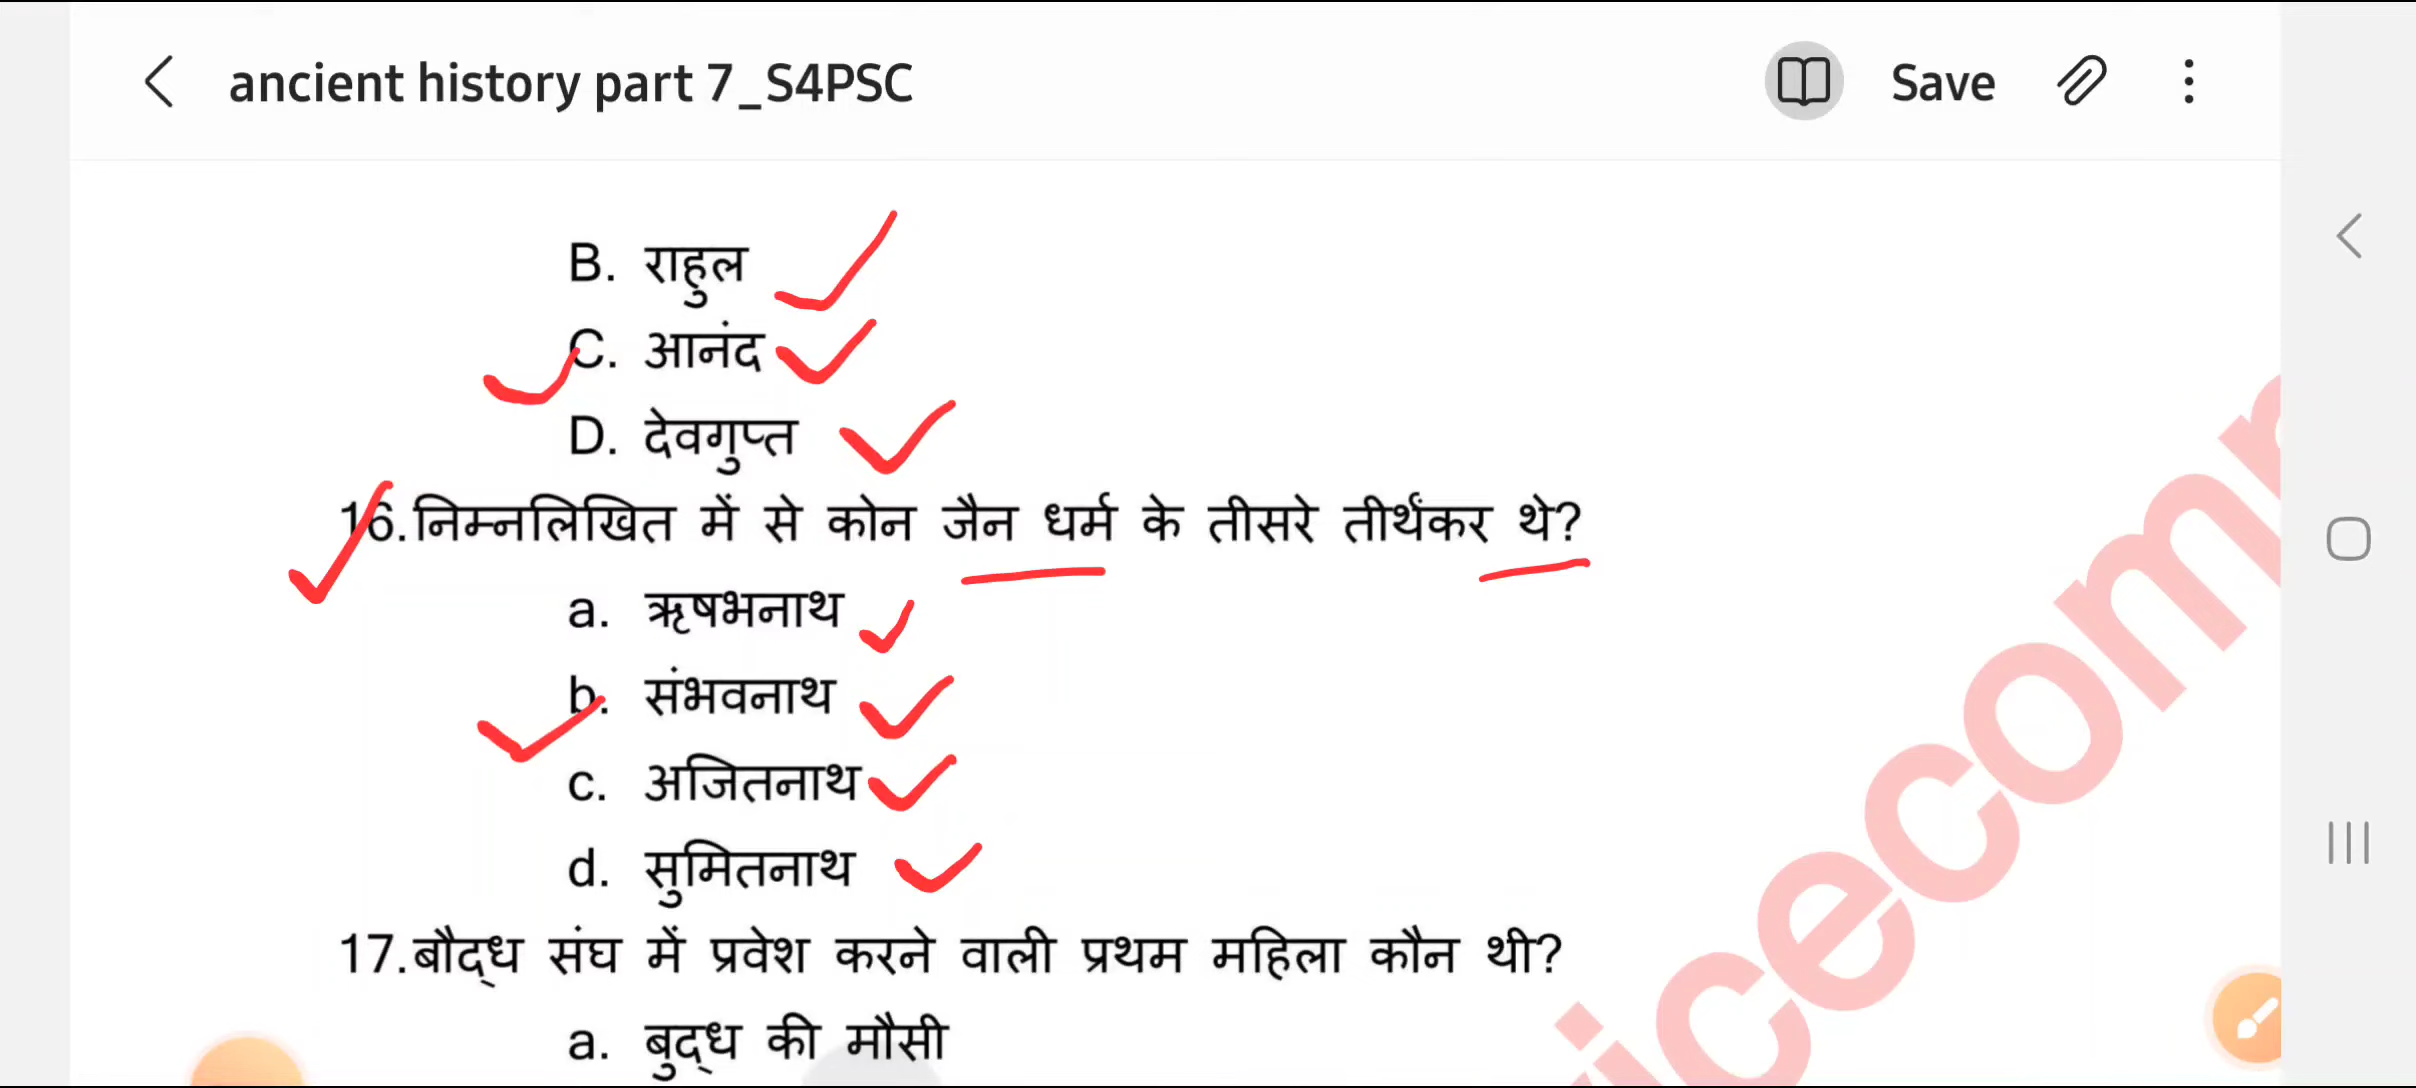 ancient history part 7_S4PSC
Save
B. राहुल
C. आनंद
D. देवगुप्त
16.निम्नलिखित में से कोन जैन धर्म के तीसरे तीर्थंकर थे?
a. ऋषभनाथ
b. संभवनाथ
c. अजितनाथ
d. सुमितनाथ
17.बौद्ध संघ में प्रवेश करने वाली प्रथम महिला कौन थी?
a. बुद्ध की मौसी